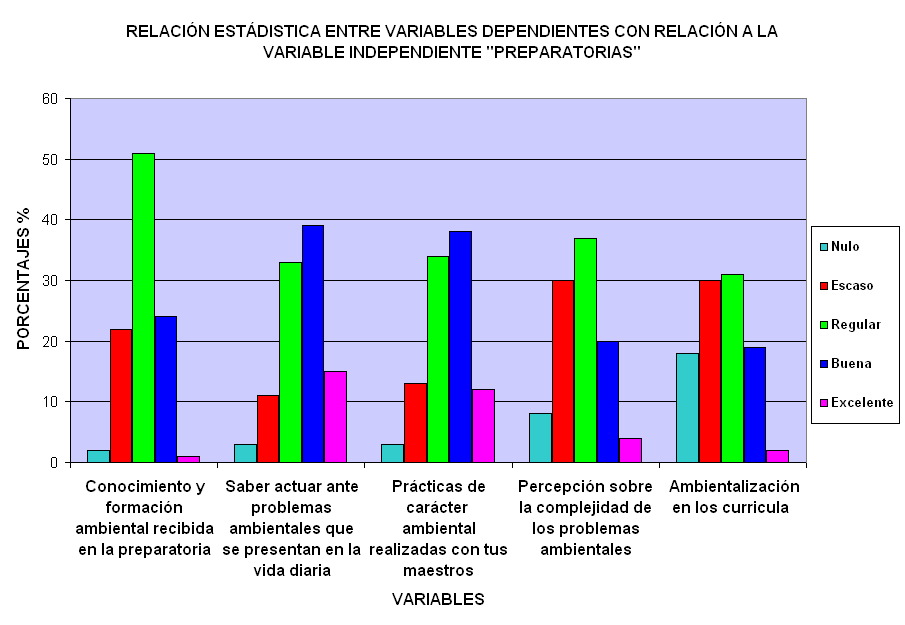 RELACIÓN ESTÁDISTICA ENTRE VARIABLES DEPENDIENTES CON RELACIÓN A LA
VARIABLE INDEPENDIENTE "PREPARATORIAS"
PORCENTAJES %
60
50
40
30
20
10
0
Conocimiento y
formación
ambiental recibida
en la preparatoria
Saber actuar ante
problemas
ambientales que
se presentan en la
vida diaria
Prácticas de
carácter
ambiental
realizadas con tus
maestros
Percepción sobre
la complejidad de
los problemas
ambientales
Ambientalización
en los curricula
VARIABLES
Nulo
Escaso
Regular
Buena
Excelente